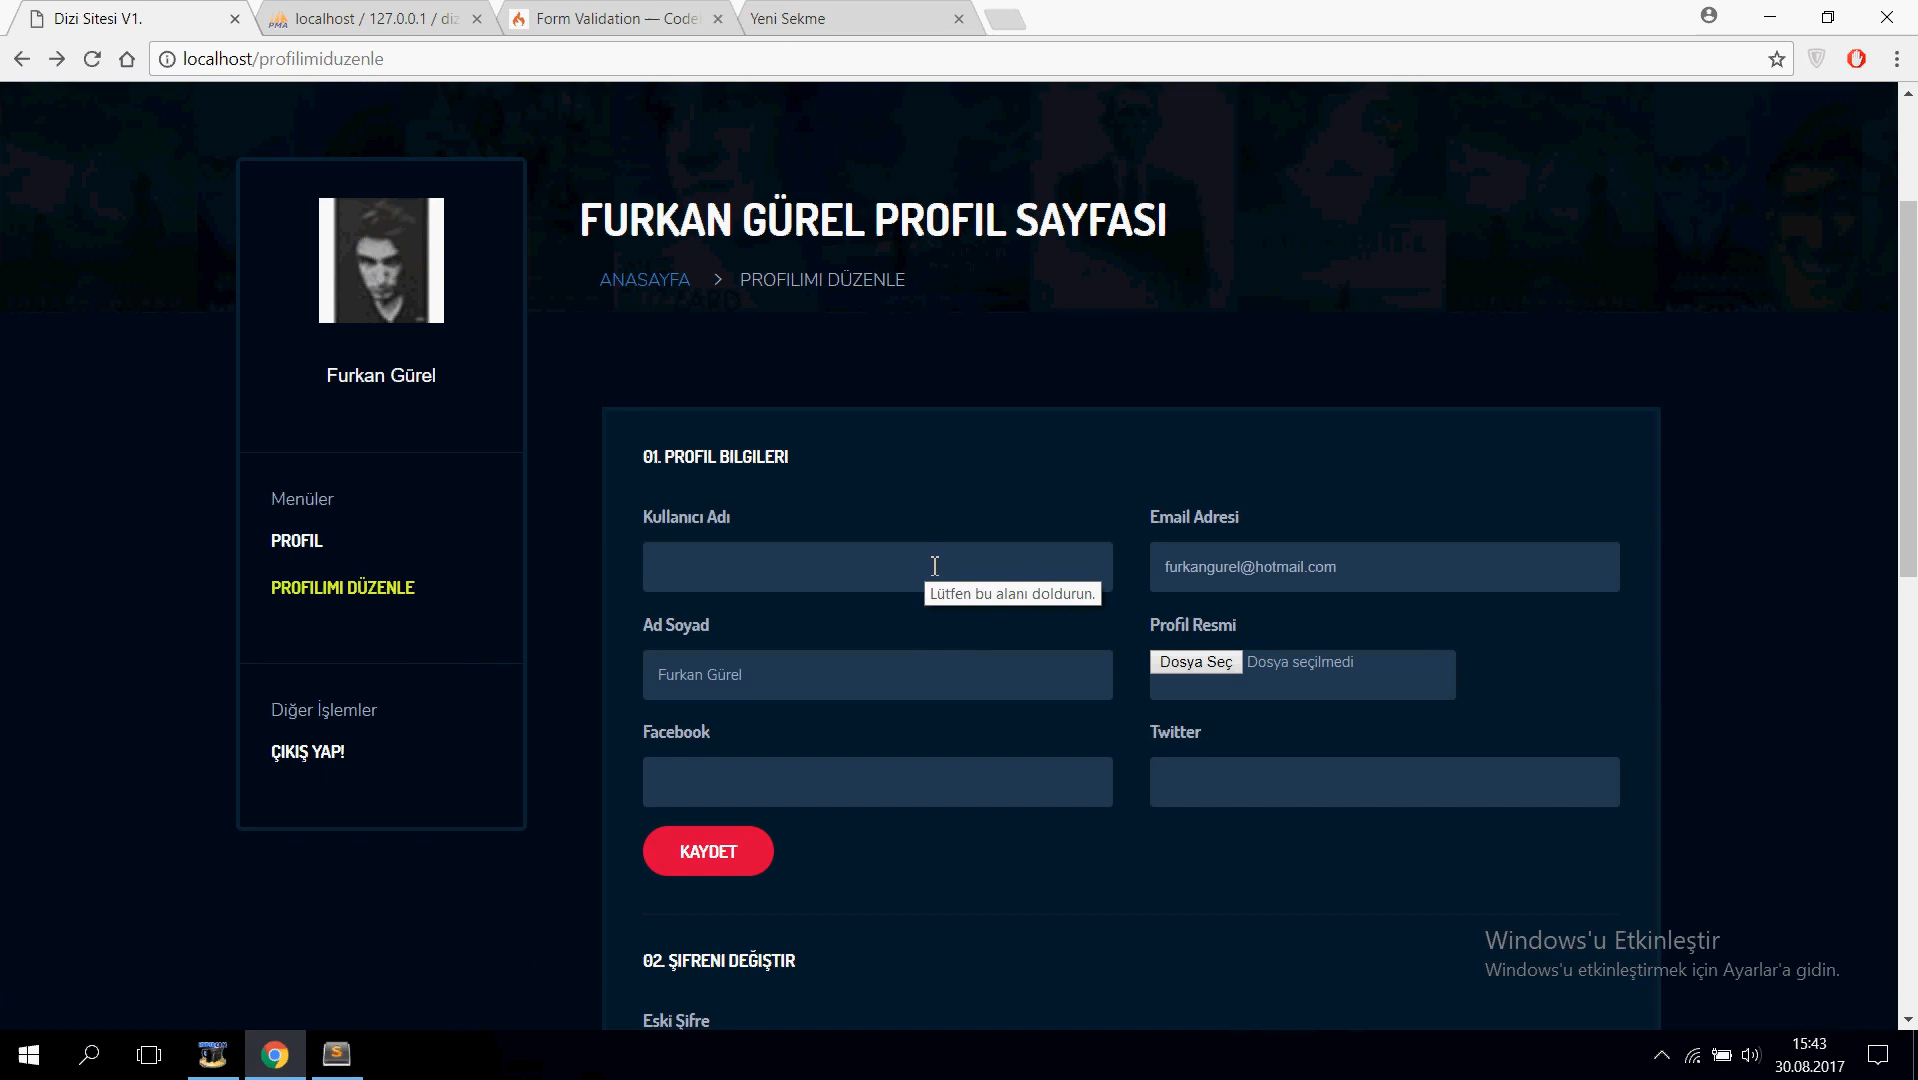 Dizi Sitesi V1.
localhost / 127.0.0.1 / diz
Form Validation — Code
Yeni Sekme
localhost/profilimiduzenle
FURKAN GÜREL PROFIL SAYFASI
ANASAYFA > PROFILIMI DÜZENLE
Furkan Gürel
Menüler
PROFIL
PROFILIMI DÜZENLE
Diğer İşlemler
ÇIKIŞ YAP!
01. PROFIL BILGILERI
Kullanıcı Adı
Email Adresi
furkangurel@hotmail.com
Lütfen bu alanı doldurun.
Ad Soyad
Profil Resmi
Furkan Gürel
Dosya Seç Dosya seçilmedi
Facebook
Twitter
KAYDET
02. ŞIFRENI DEĞIŞTIR
Eski Şifre
Windows'u Etkinleştir
Windows'u etkinleştirmek için Ayarlar'a gidin.
15:43
30.08.2017